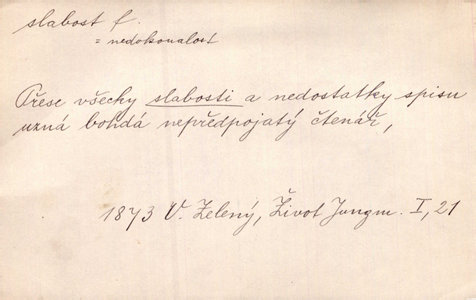 slabost f.
= nedokonalost
Přese všecky slabosti a nedostatky spisu
uzná bohdá nepředpojatý čtenář,
1873 V. Zelený, Život Jungm. I, 21